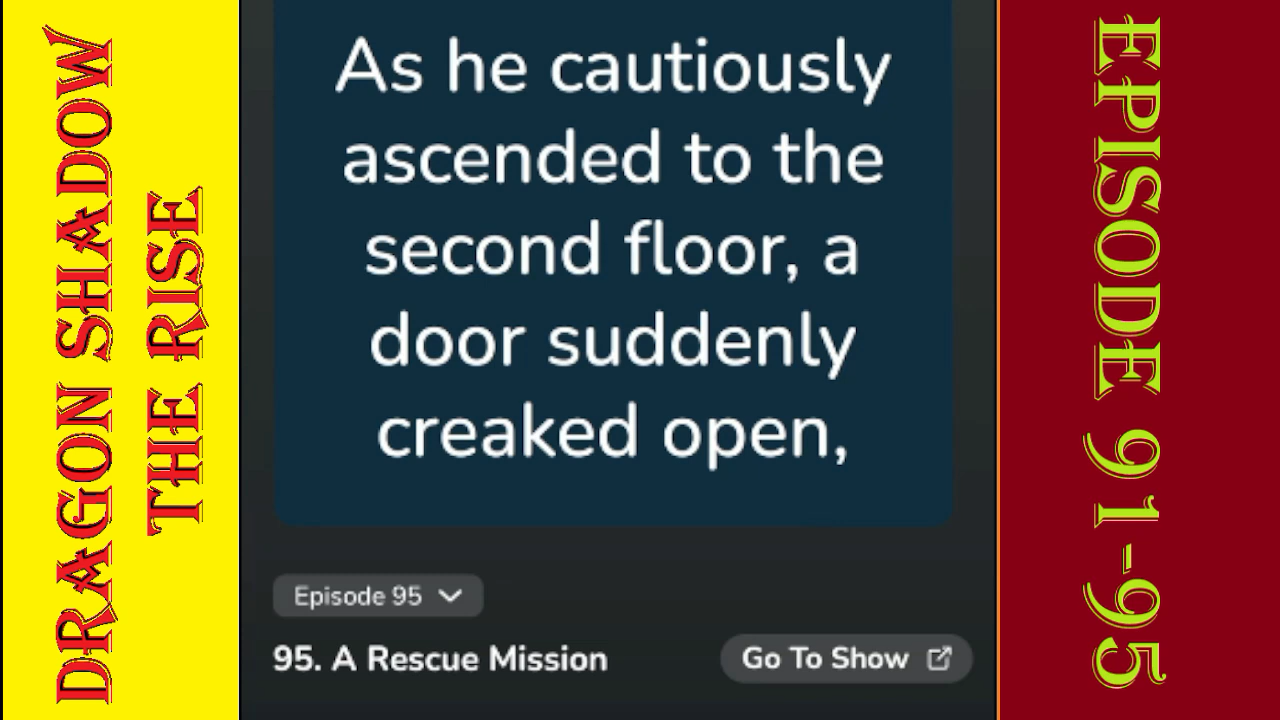 DRAGON SHADOW
THE RISE
As he cautiously
ascended to the
second floor, a
door suddenly
creaked open,
Episode 95
95. A Rescue Mission
Go To Show
EPISODE 91-95